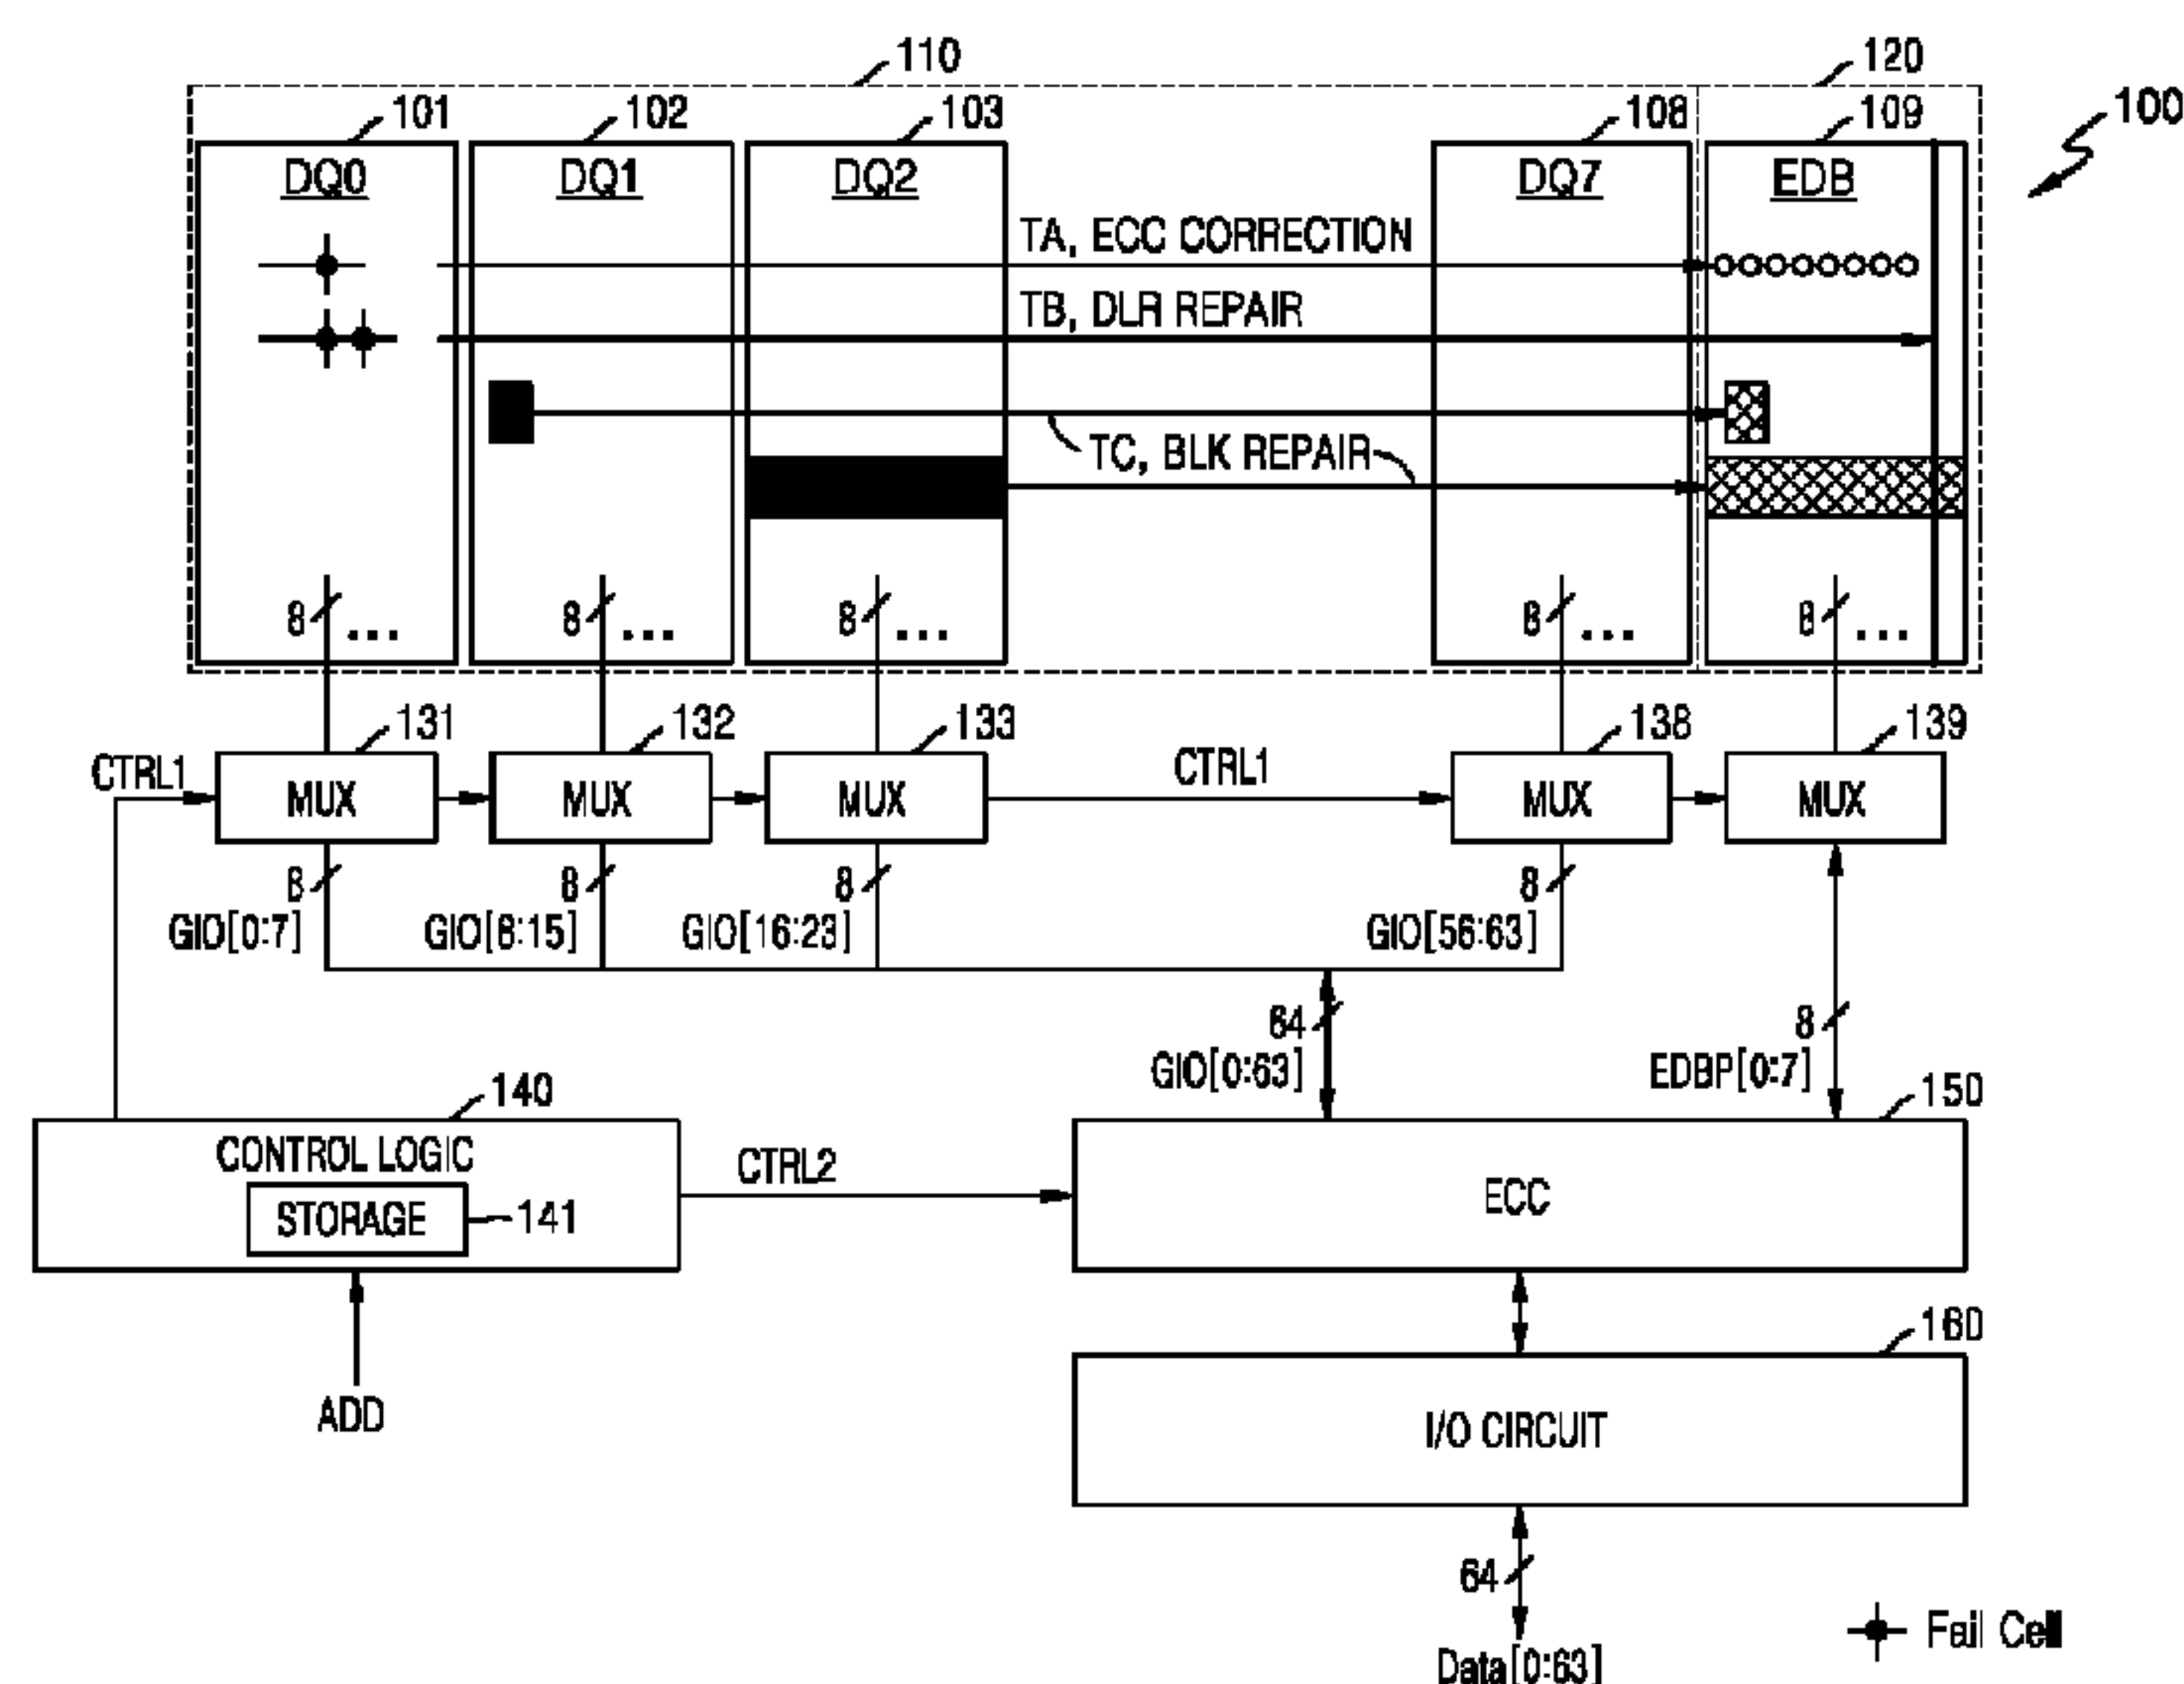 110
120
100
101
102
103
108
109
DQ0
DQ1
DQ2
DQ7
EDB
TA, ECC CORRECTION
TB, DLR REPAIR
TC, BLK REPAIR
8 ...
8 ...
8 ...
8 ...
8 ...
131
132
133
138
139
CTRL1
MUX
MUX
MUX
CTRL1
MUX
MUX
8
8
8
8
GIO[0:7]
GIO[8:15]
GIO[16:23]
GIO[56:63]
64
8
GIO[0:63]
EDBP[0:7]
140
150
CONTROL LOGIC
CTRL2
ECC
STORAGE
141
160
ADD
I/O CIRCUIT
64
Fail Cell
Data[0:63]